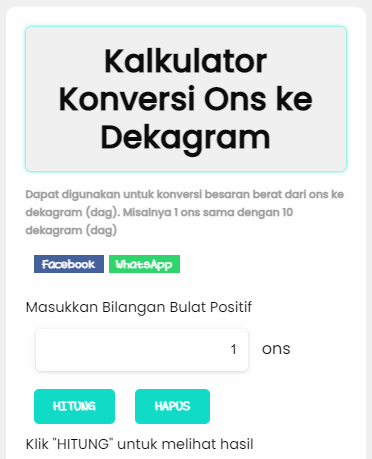 Kalkulator
Konversi Ons ke
Dekagram
Dapat digunakan untuk konversi besaran berat dari ons ke
dekagram (dag). Misalnya 1 ons sama dengan 10
dekagram (dag)
Facebook WhatsApp
Masukkan Bilangan Bulat Positif
1 ons
HITUNG HAPUS
Klik "HITUNG" untuk melihat hasil